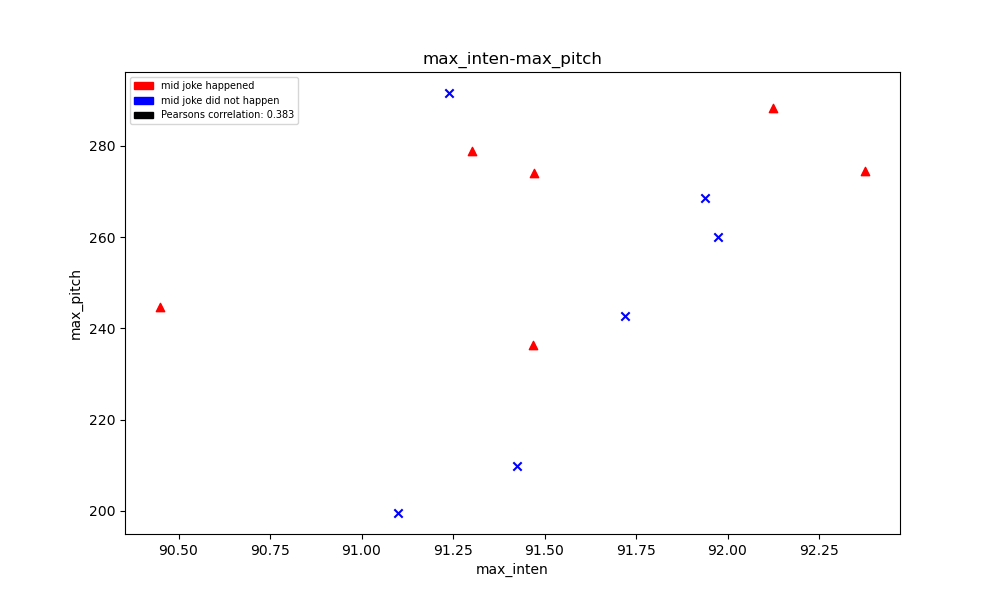 max_inten-max_pitch
mid joke happened
mid joke did not happen
Pearsons correlation: 0.383
280
260
240
220
200
max_pitch
90.50 90.75 91.00 91.25 91.50 91.75 92.00 92.25
max_inten